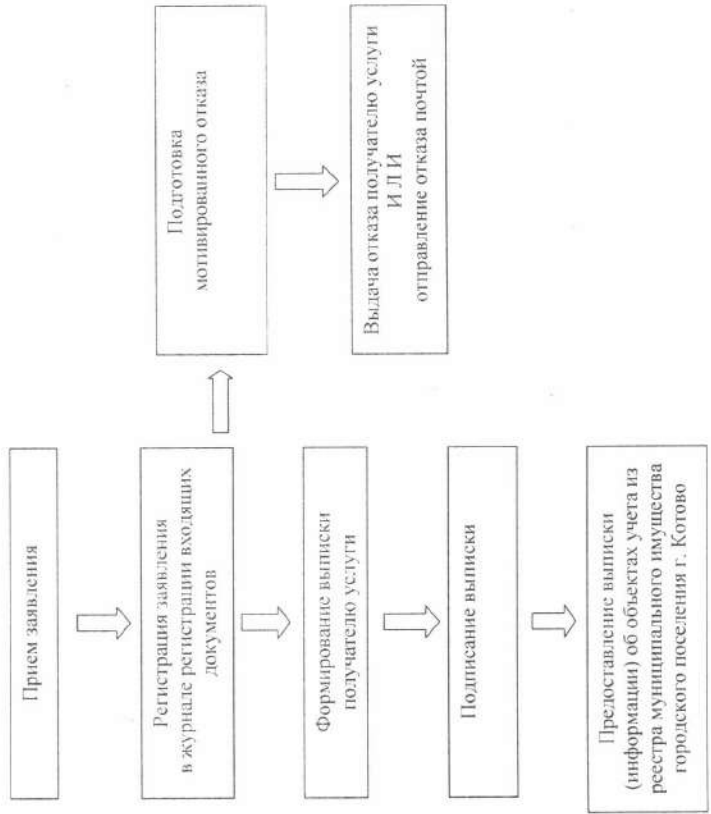 Прием заявления
Регистрация заявления
в журнале регистрации входящих
документов
Формирование выписки
получателю услуги
Подписание выписки
Предоставление выписки
(информации) об объектах учета из
реестра муниципального имущества
городского поселения г. Котово
Подготовка
мотивированного отказа
Выдача отказа получателю услуги
И Л И
отправление отказа почтой